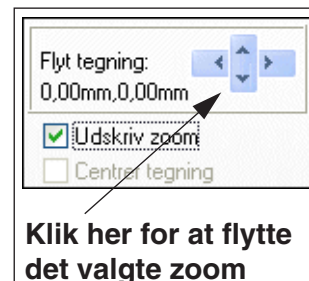 Flyt tegning:
0,00mm,0,00mm
Udskriv zoom
Centrer tegning
Klik her for at flytte
det valgte zoom